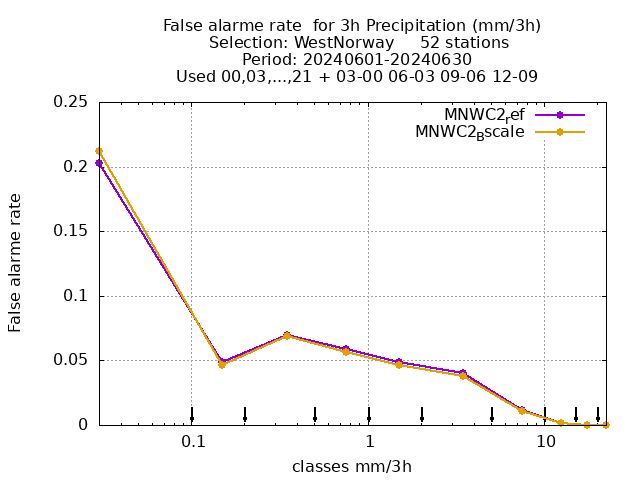 False alarme rate  for 3h Precipitation (mm/3h)
Selection: WestNorway     52 stations
Period: 20240601-20240630
Used 00,03,...,21 + 03-00 06-03 09-06 12-09
MNWC2ref
MNWC2Bscale
0.25
0.2
0.15
0.1
0.05
0
False alarme rate
0.1 1 10
classes mm/3h